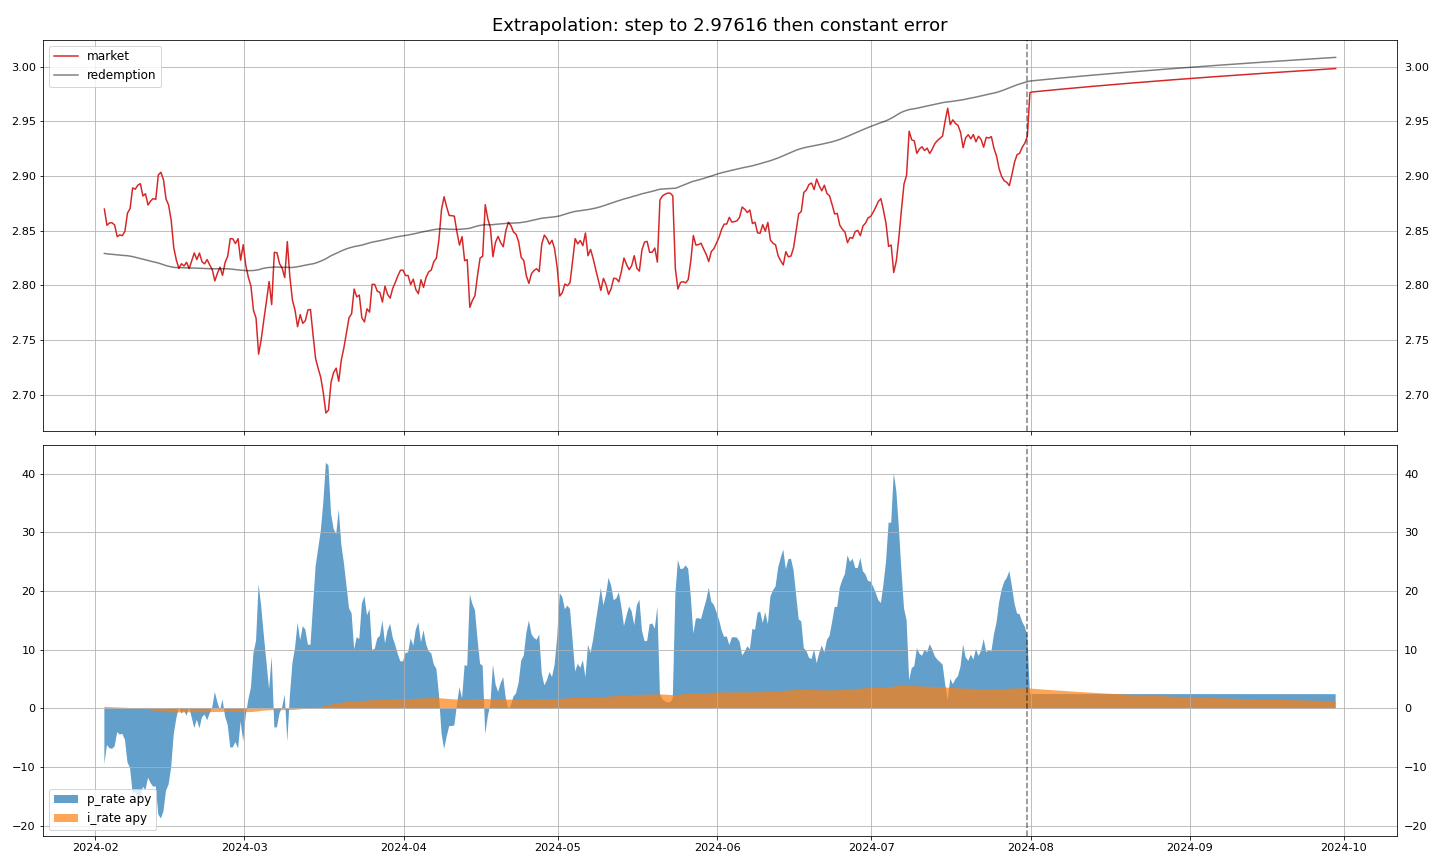 Extrapolation: step to 2.97616 then constant error
market
redemption
3.00 3.00
2.95 2.95
2.90 2.90
2.85 2.85
2.80 2.80
2.75 2.75
2.70 2.70
40 40
30 30
20 20
10 10
0 0
−10 −10
−20 −20
p_rate apy
i_rate apy
2024-02 2024-03 2024-04 2024-05 2024-06 2024-07 2024-08 2024-09 2024-10